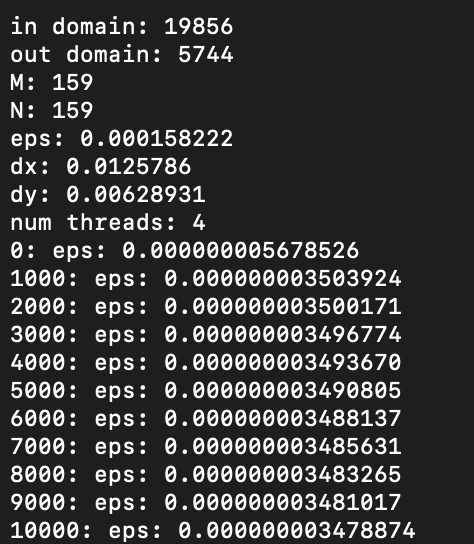 in domain: 19856
out domain: 5744
M: 159
N: 159
eps: 0.000158222
dx: 0.0125786
dy: 0.00628931
num threads: 4
0: eps: 0.000000005678526
1000: eps: 0.000000003503924
2000: eps: 0.000000003500171
3000: eps: 0.000000003496774
4000: eps: 0.000000003493670
5000: eps: 0.000000003490805
6000: eps: 0.000000003488137
7000: eps: 0.000000003485631
8000: eps: 0.000000003483265
9000: eps: 0.000000003481017
10000: eps: 0.000000003478874